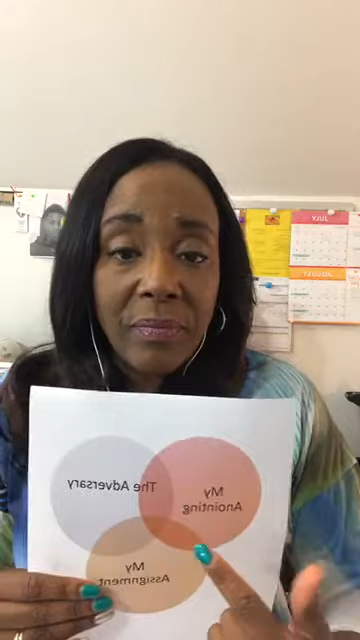 JULY
AUGUST
The Adversary
My
Anointing
My
Assignment